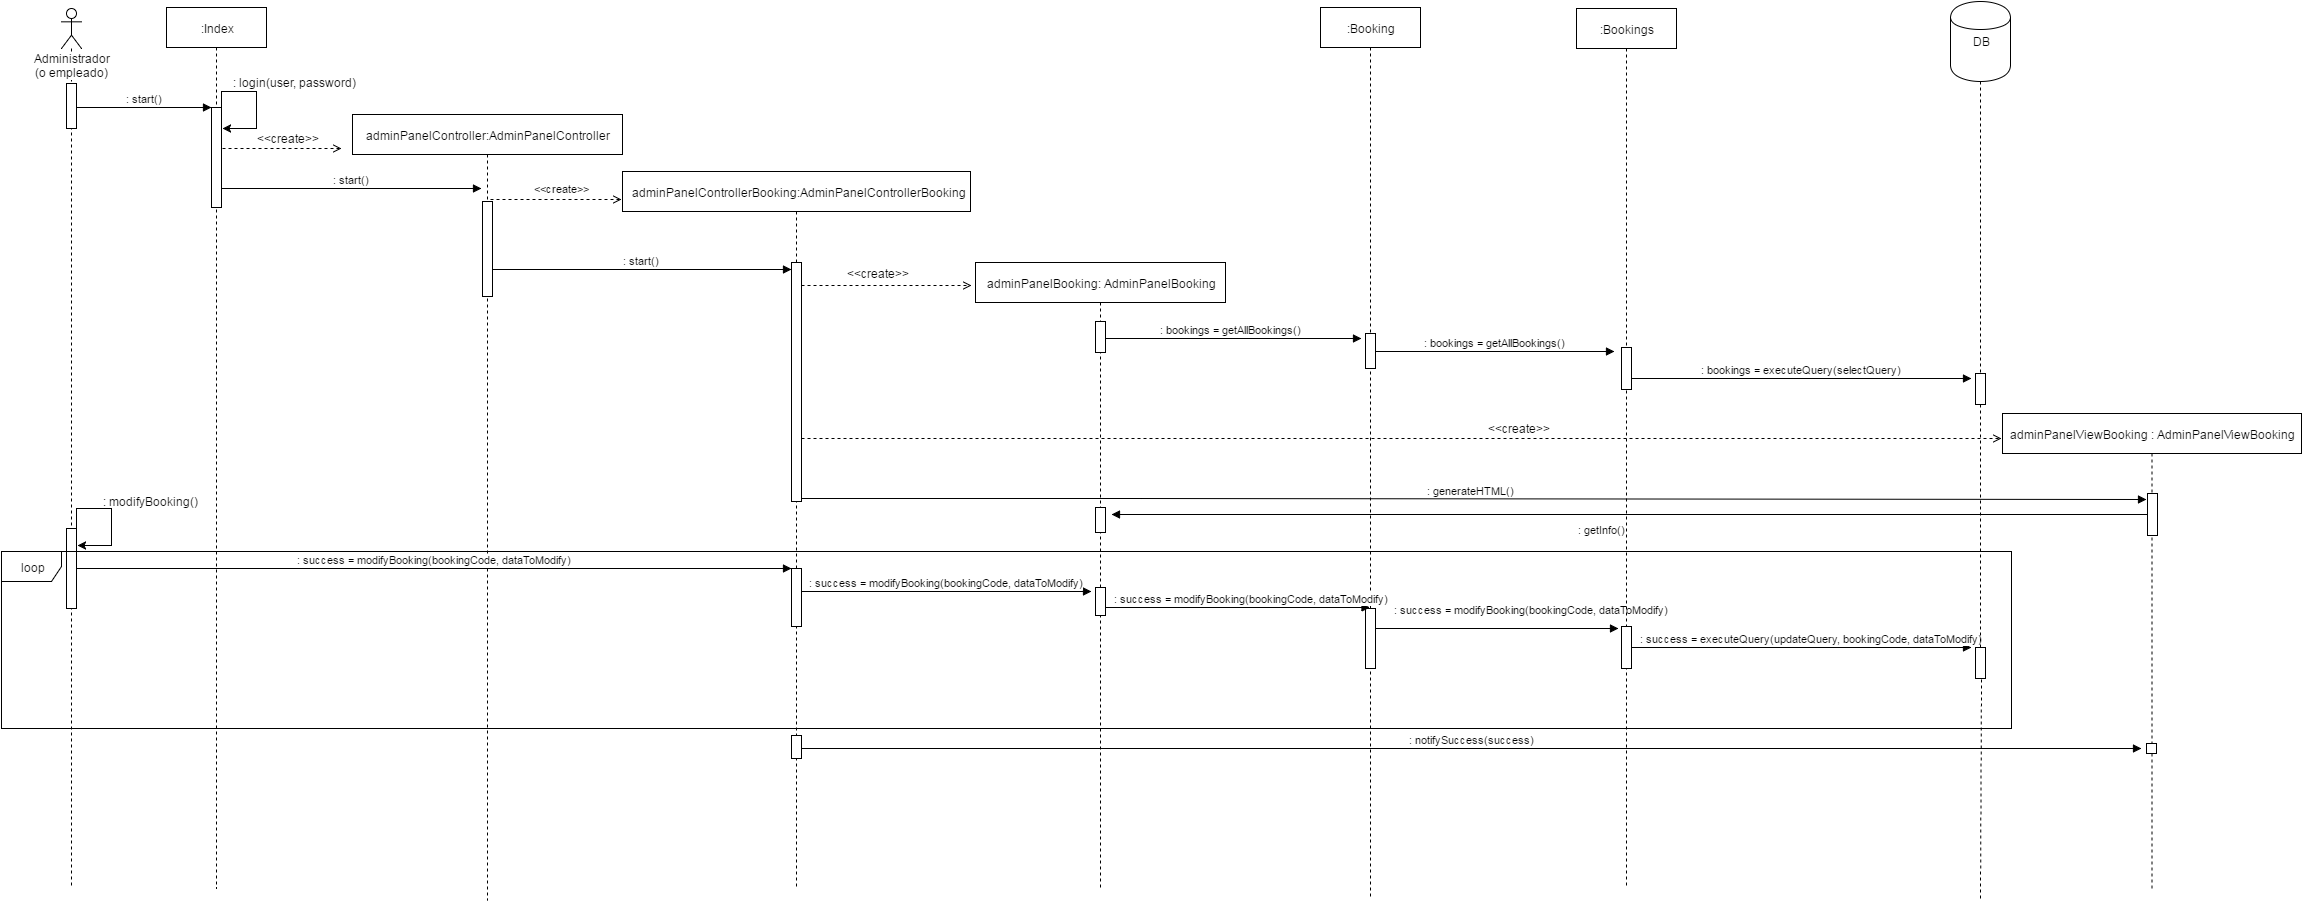 :Index
:Booking
:Bookings
DB
Administrador
(o empleado)
: login(user, password)
: start()
<<create>>
adminPanelController:AdminPanelController
: start()
<<create>>
adminPanelControllerBooking:AdminPanelControllerBooking
: start()
<<create>>
adminPanelBooking: AdminPanelBooking
: bookings = getAllBookings()
: bookings = getAllBookings()
: bookings = executeQuery(selectQuery)
<<create>>
adminPanelViewBooking : AdminPanelViewBooking
: generateHTML()
: modifyBooking()
: getInfo()
loop
: success = modifyBooking(bookingCode, dataToModify)
: success = modifyBooking(bookingCode, dataToModify)
: success = modifyBooking(bookingCode, dataToModify)
: success = modifyBooking(bookingCode, dataToModify)
: success = executeQuery(updateQuery, bookingCode, dataToModify)
: notifySuccess(success)